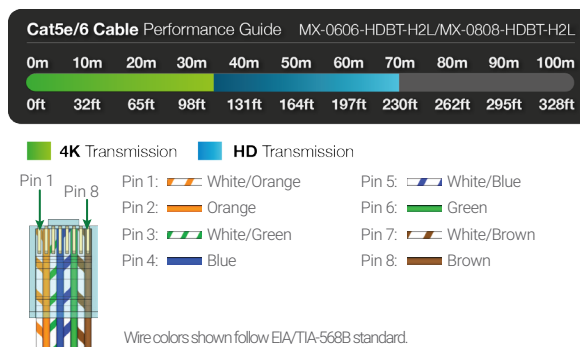 Cat5e/6 Cable Performance Guide MX-0606-HDBT-H2L/MX-0808-HDBT-H2L
0m 10m 20m 30m 40m 50m 60m 70m 80m 90m 100m
0ft 32ft 65ft 98ft 131ft 164ft 197ft 230ft 262ft 295ft 328ft
4K Transmission HD Transmission
Pin 1 Pin 8
Pin 1: White/Orange
Pin 2: Orange
Pin 3: White/Green
Pin 4: Blue
Pin 5: White/Blue
Pin 6: Green
Pin 7: White/Brown
Pin 8: Brown
Wire colors shown follow EIA/TIA-568B standard.